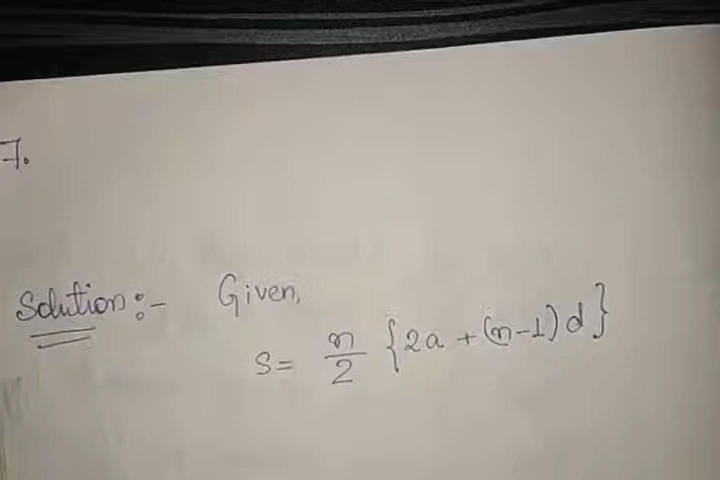 7.
Solution:- Given,
S = n/2 {2a + (n-1)d}